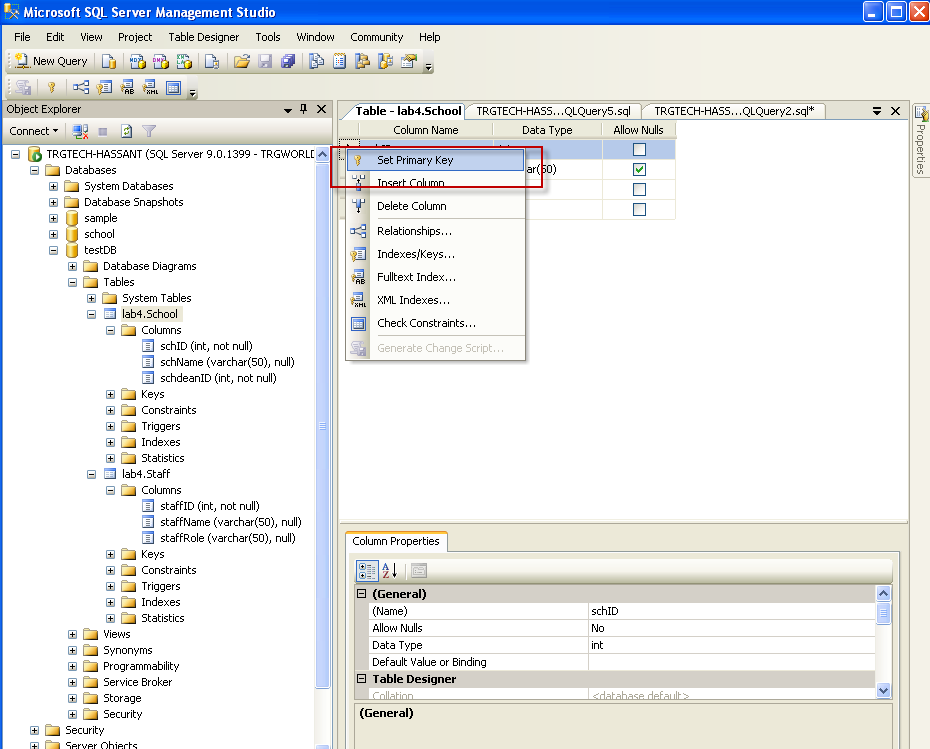 Microsoft SQL Server Management Studio
File Edit View Project Table Designer Tools Window Community Help
New Query
Object Explorer
Connect
TRGTECH-HASSANT (SQL Server 9.0.1399 - TRGWORLD
Databases
System Databases
Database Snapshots
sample
school
testDB
Database Diagrams
Tables
System Tables
lab4.School
Columns
schID (int, not null)
schName (varchar(50), null)
schdeanID (int, not null)
Keys
Constraints
Triggers
Indexes
Statistics
lab4.Staff
Columns
staffID (int, not null)
staffName (varchar(50), null)
staffRole (varchar(50), null)
Keys
Constraints
Triggers
Indexes
Statistics
Views
Synonyms
Programmability
Service Broker
Storage
Security
Security
Server Objects
Table - lab4.School TRGTECH-HASS...QLQuery5.sql TRGTECH-HASS...QLQuery2.sql*
Column Name Data Type Allow Nulls
ar(50)
Set Primary Key
Insert Column
Delete Column
Relationships...
Indexes/Keys...
Fulltext Index...
XML Indexes...
Check Constraints...
Generate Change Script...
Column Properties
(General)
(Name) schID
Allow Nulls No
Data Type int
Default Value or Binding
Table Designer
Collation <database default>
(General)
Properties